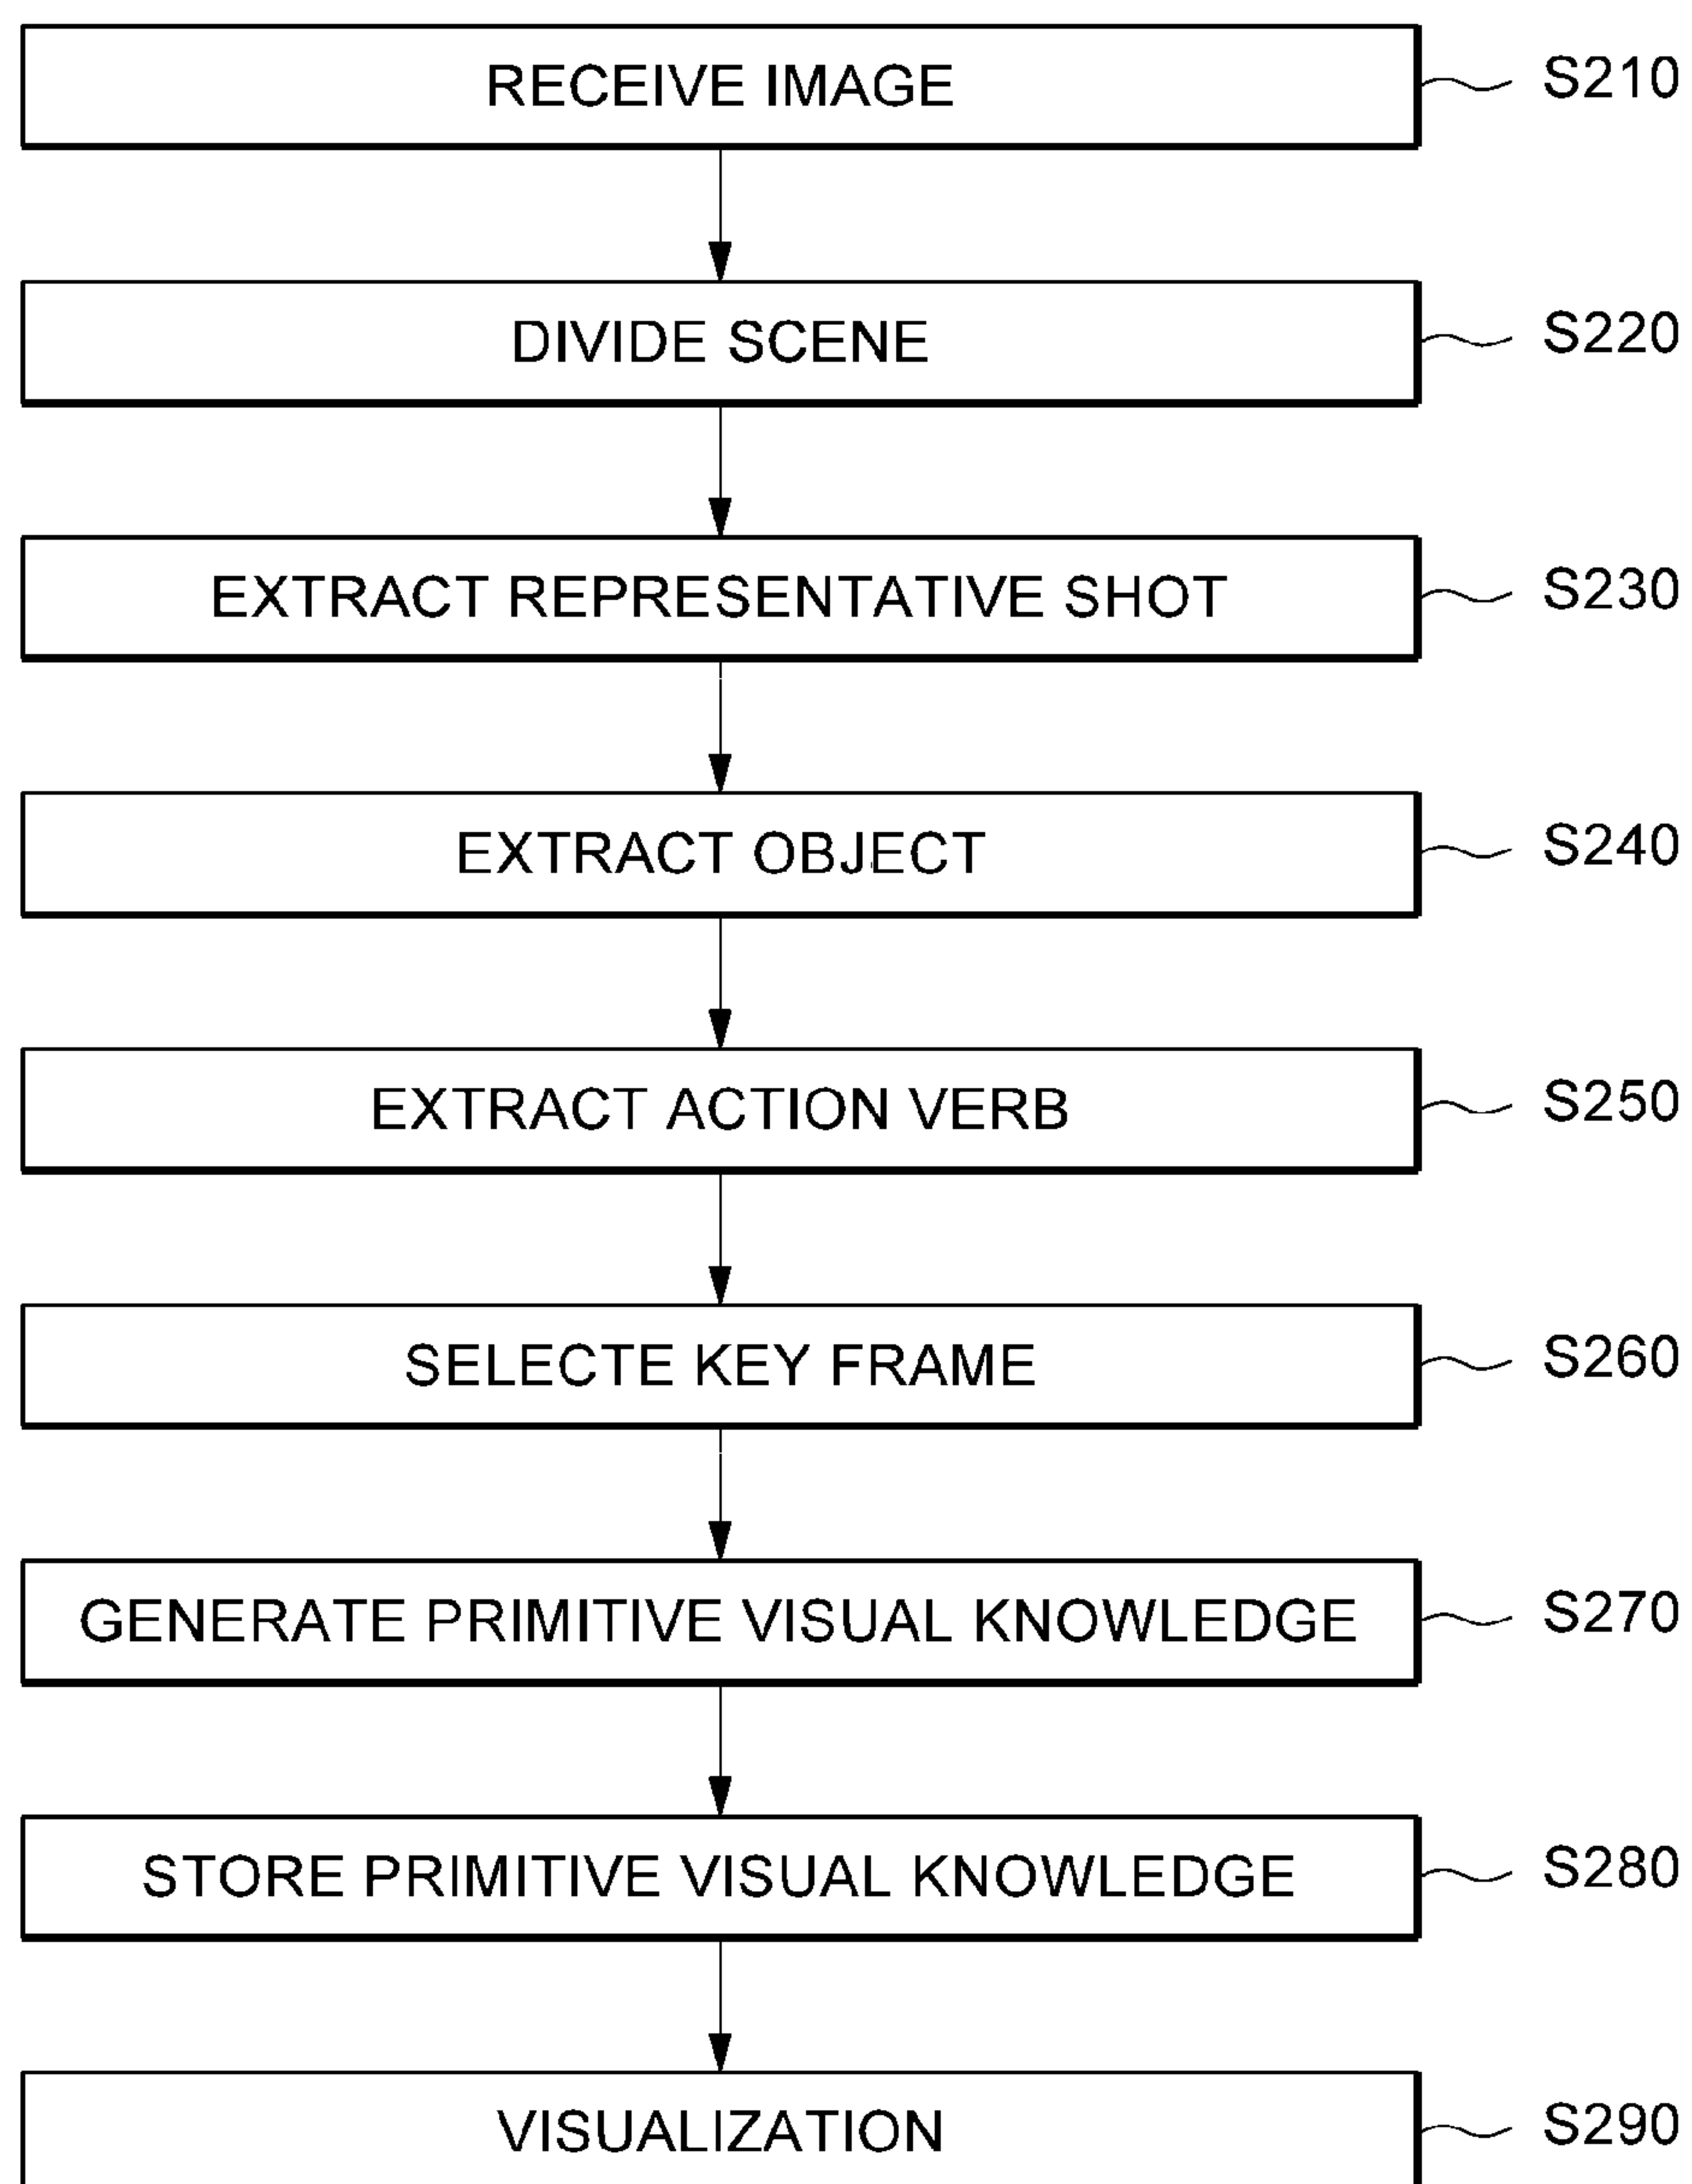 RECEIVE IMAGE S210
DIVIDE SCENE S220
EXTRACT REPRESENTATIVE SHOT S230
EXTRACT OBJECT S240
EXTRACT ACTION VERB S250
SELECTE KEY FRAME S260
GENERATE PRIMITIVE VISUAL KNOWLEDGE S270
STORE PRIMITIVE VISUAL KNOWLEDGE S280
VISUALIZATION S290